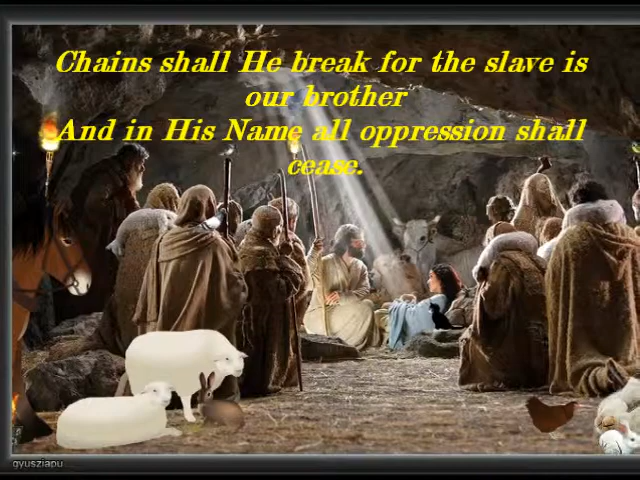 Chains shall He break for the slave is
our brother
And in His Name all oppression shall
cease.
gyusziapu